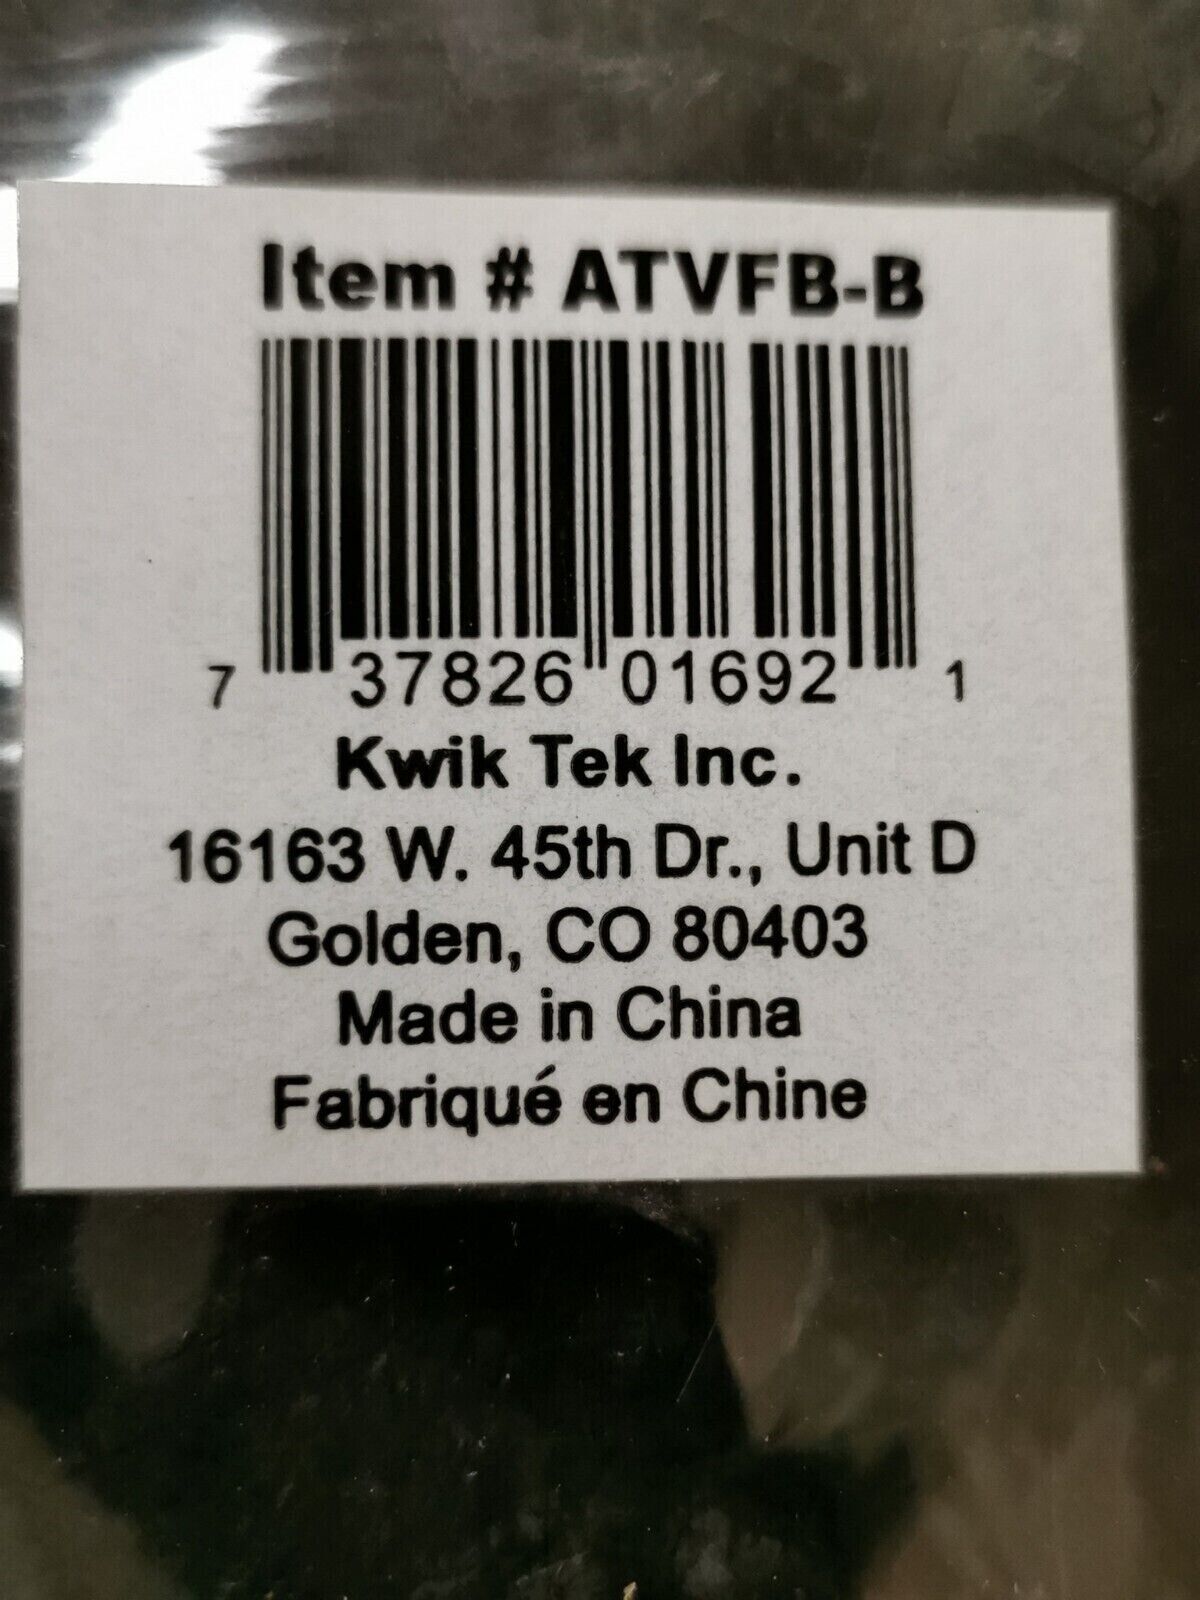 Item # ATVFB-B
7 37826 01692 1
Kwik Tek Inc.
16163 W. 45th Dr., Unit D
Golden, CO 80403
Made in China
Fabriqué en Chine